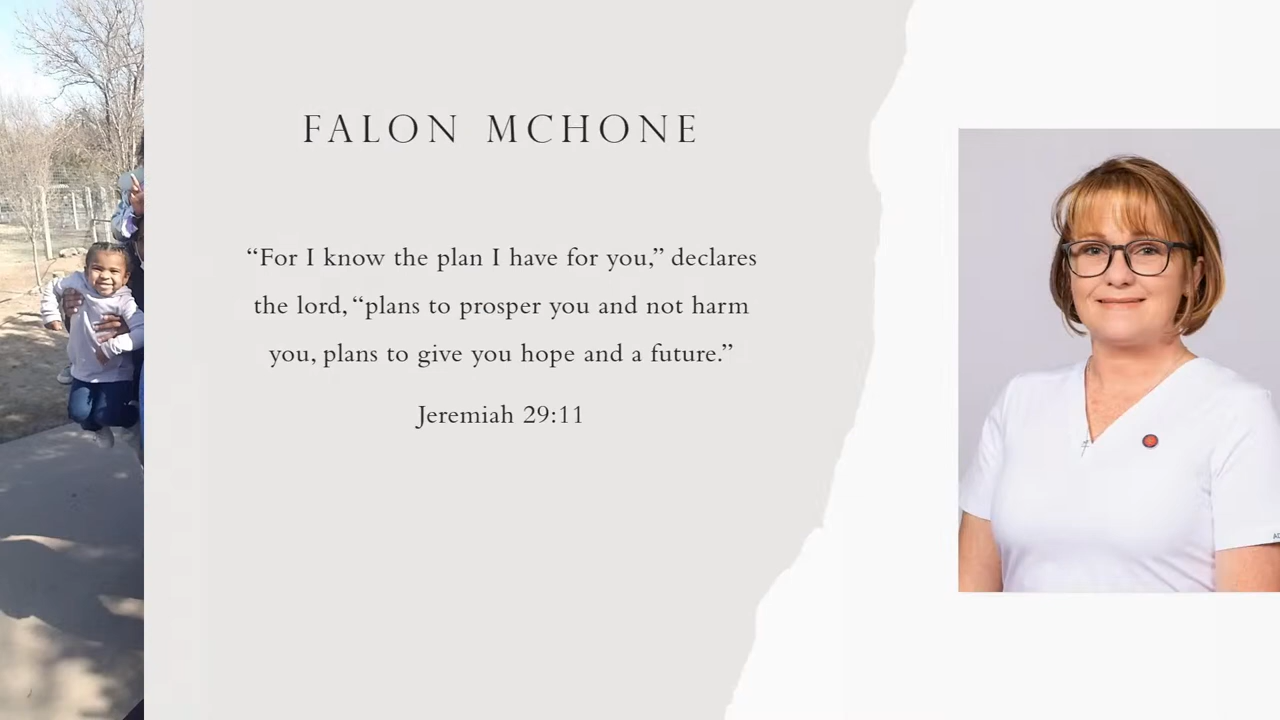 FALON MCHONE
“For I know the plan I have for you,” declares
the lord, “plans to prosper you and not harm
you, plans to give you hope and a future.”
Jeremiah 29:11